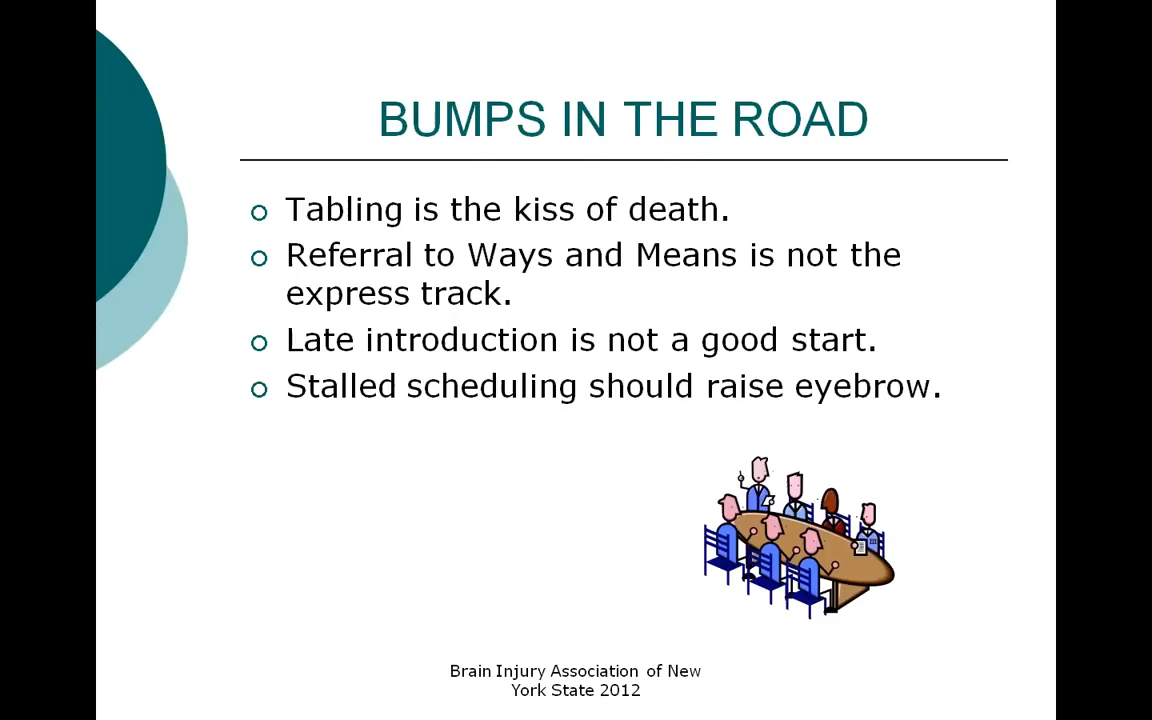 BUMPS IN THE ROAD
Tabling is the kiss of death.
Referral to Ways and Means is not the
express track.
Late introduction is not a good start.
Stalled scheduling should raise eyebrow.
Brain Injury Association of New
York State 2012